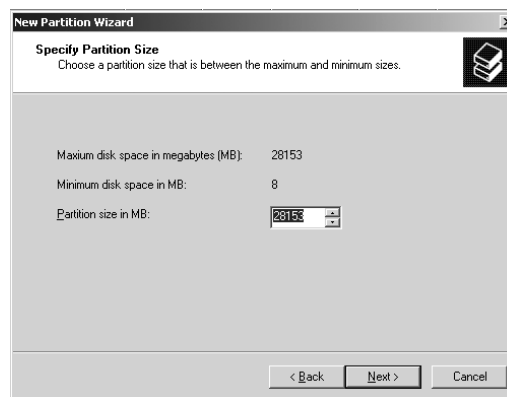 New Partition Wizard
Specify Partition Size
Choose a partition size that is between the maximum and minimum sizes.
Maxium disk space in megabytes (MB): 28153
Minimum disk space in MB: 8
Partition size in MB: 28153
< Back Next > Cancel